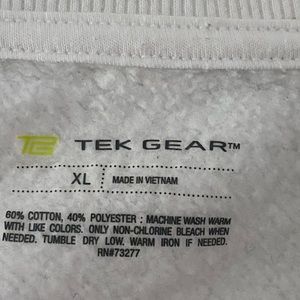 TEK GEAR™
XL MADE IN VIETNAM
60% COTTON, 40% POLYESTER : MACHINE WASH WARM
WITH LIKE COLORS. ONLY NON-CHLORINE BLEACH WHEN
NEEDED. TUMBLE DRY LOW. WARM IRON IF NEEDED.
RN#73277